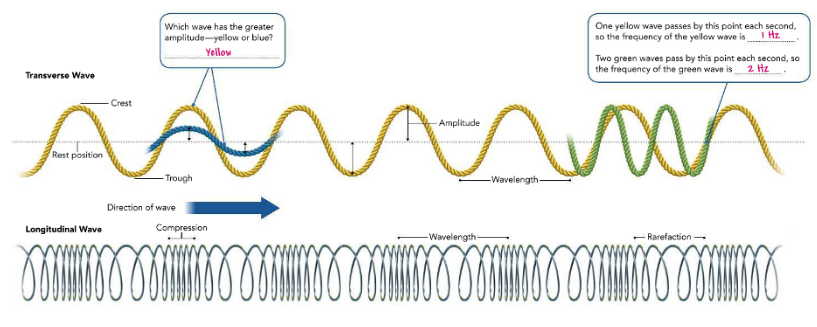 Which wave has the greater
amplitude—yellow or blue?
Yellow
One yellow wave passes by this point each second,
so the frequency of the yellow wave is 1 Hz.
Two green waves pass by this point each second, so
the frequency of the green wave is 2 Hz.
Transverse Wave
Crest
Amplitude
Rest position
Trough
Wavelength
Direction of wave
Longitudinal Wave
Compression
Wavelength
Rarefaction